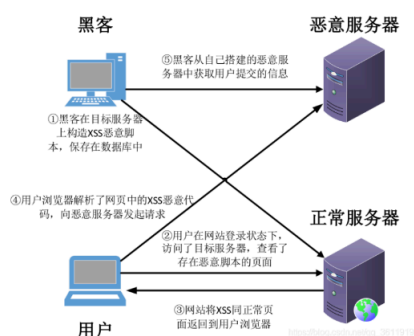 黑客
恶意服务器
⑤黑客从自己搭建的恶意服
务器中获取用户提交的信息
①黑客在目标服务器
上构造XSS恶意脚
本，保存在数据库中
④用户浏览器解析了网页中的XSS恶意代
码，向恶意服务器发起请求
②用户在网站登录状态下，
访问了目标服务器，查看了
存在恶意脚本的页面
正常服务器
③网站将XSS同正常页
面返回到用户浏览器
用户